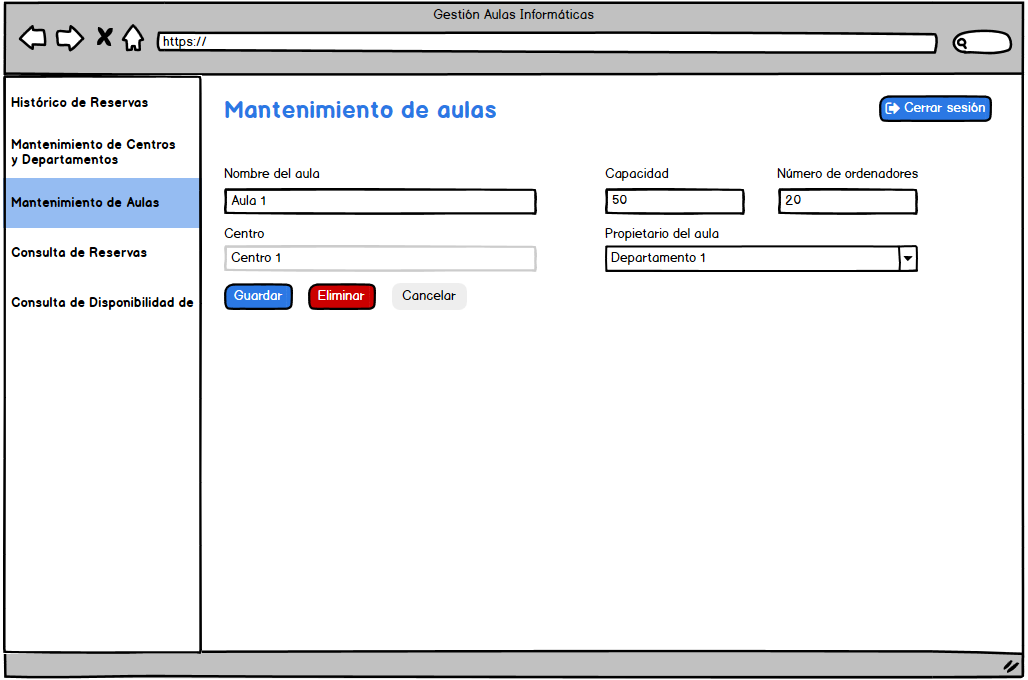 Gestión Aulas Informáticas
https://
Histórico de Reservas
Mantenimiento de Centros
y Departamentos
Mantenimiento de Aulas
Consulta de Reservas
Consulta de Disponibilidad de
Mantenimiento de aulas
Cerrar sesión
Nombre del aula
Capacidad
Número de ordenadores
Aula 1
50
20
Centro
Propietario del aula
Centro 1
Departamento 1
Guardar
Eliminar
Cancelar